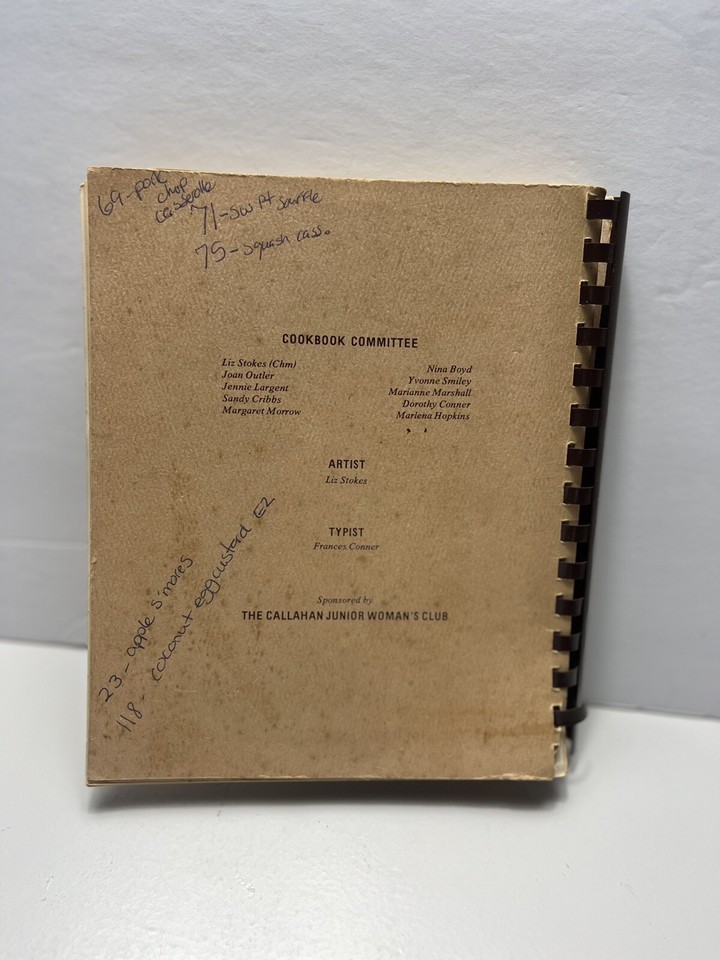 69-pork
chop
casserole
71-sw pt souffle
75-squash cass.
COOKBOOK COMMITTEE
Liz Stokes (Chm)
Joan Outler
Jennie Largent
Sandy Cribbs
Margaret Morrow
Nina Boyd
Yvonne Smiley
Marianne Marshall
Dorothy Conner
Marlena Hopkins
ARTIST
Liz Stokes
TYPIST
Frances Conner
Sponsored by
THE CALLAHAN JUNIOR WOMAN'S CLUB
23-apple s'mores
118-coconut egg custard EZ